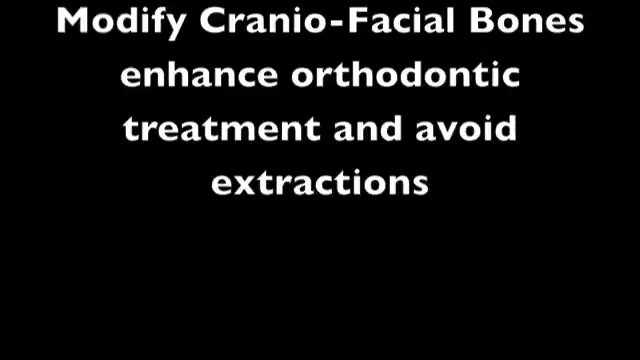 Modify Cranio-Facial Bones
enhance orthodontic
treatment and avoid
extractions